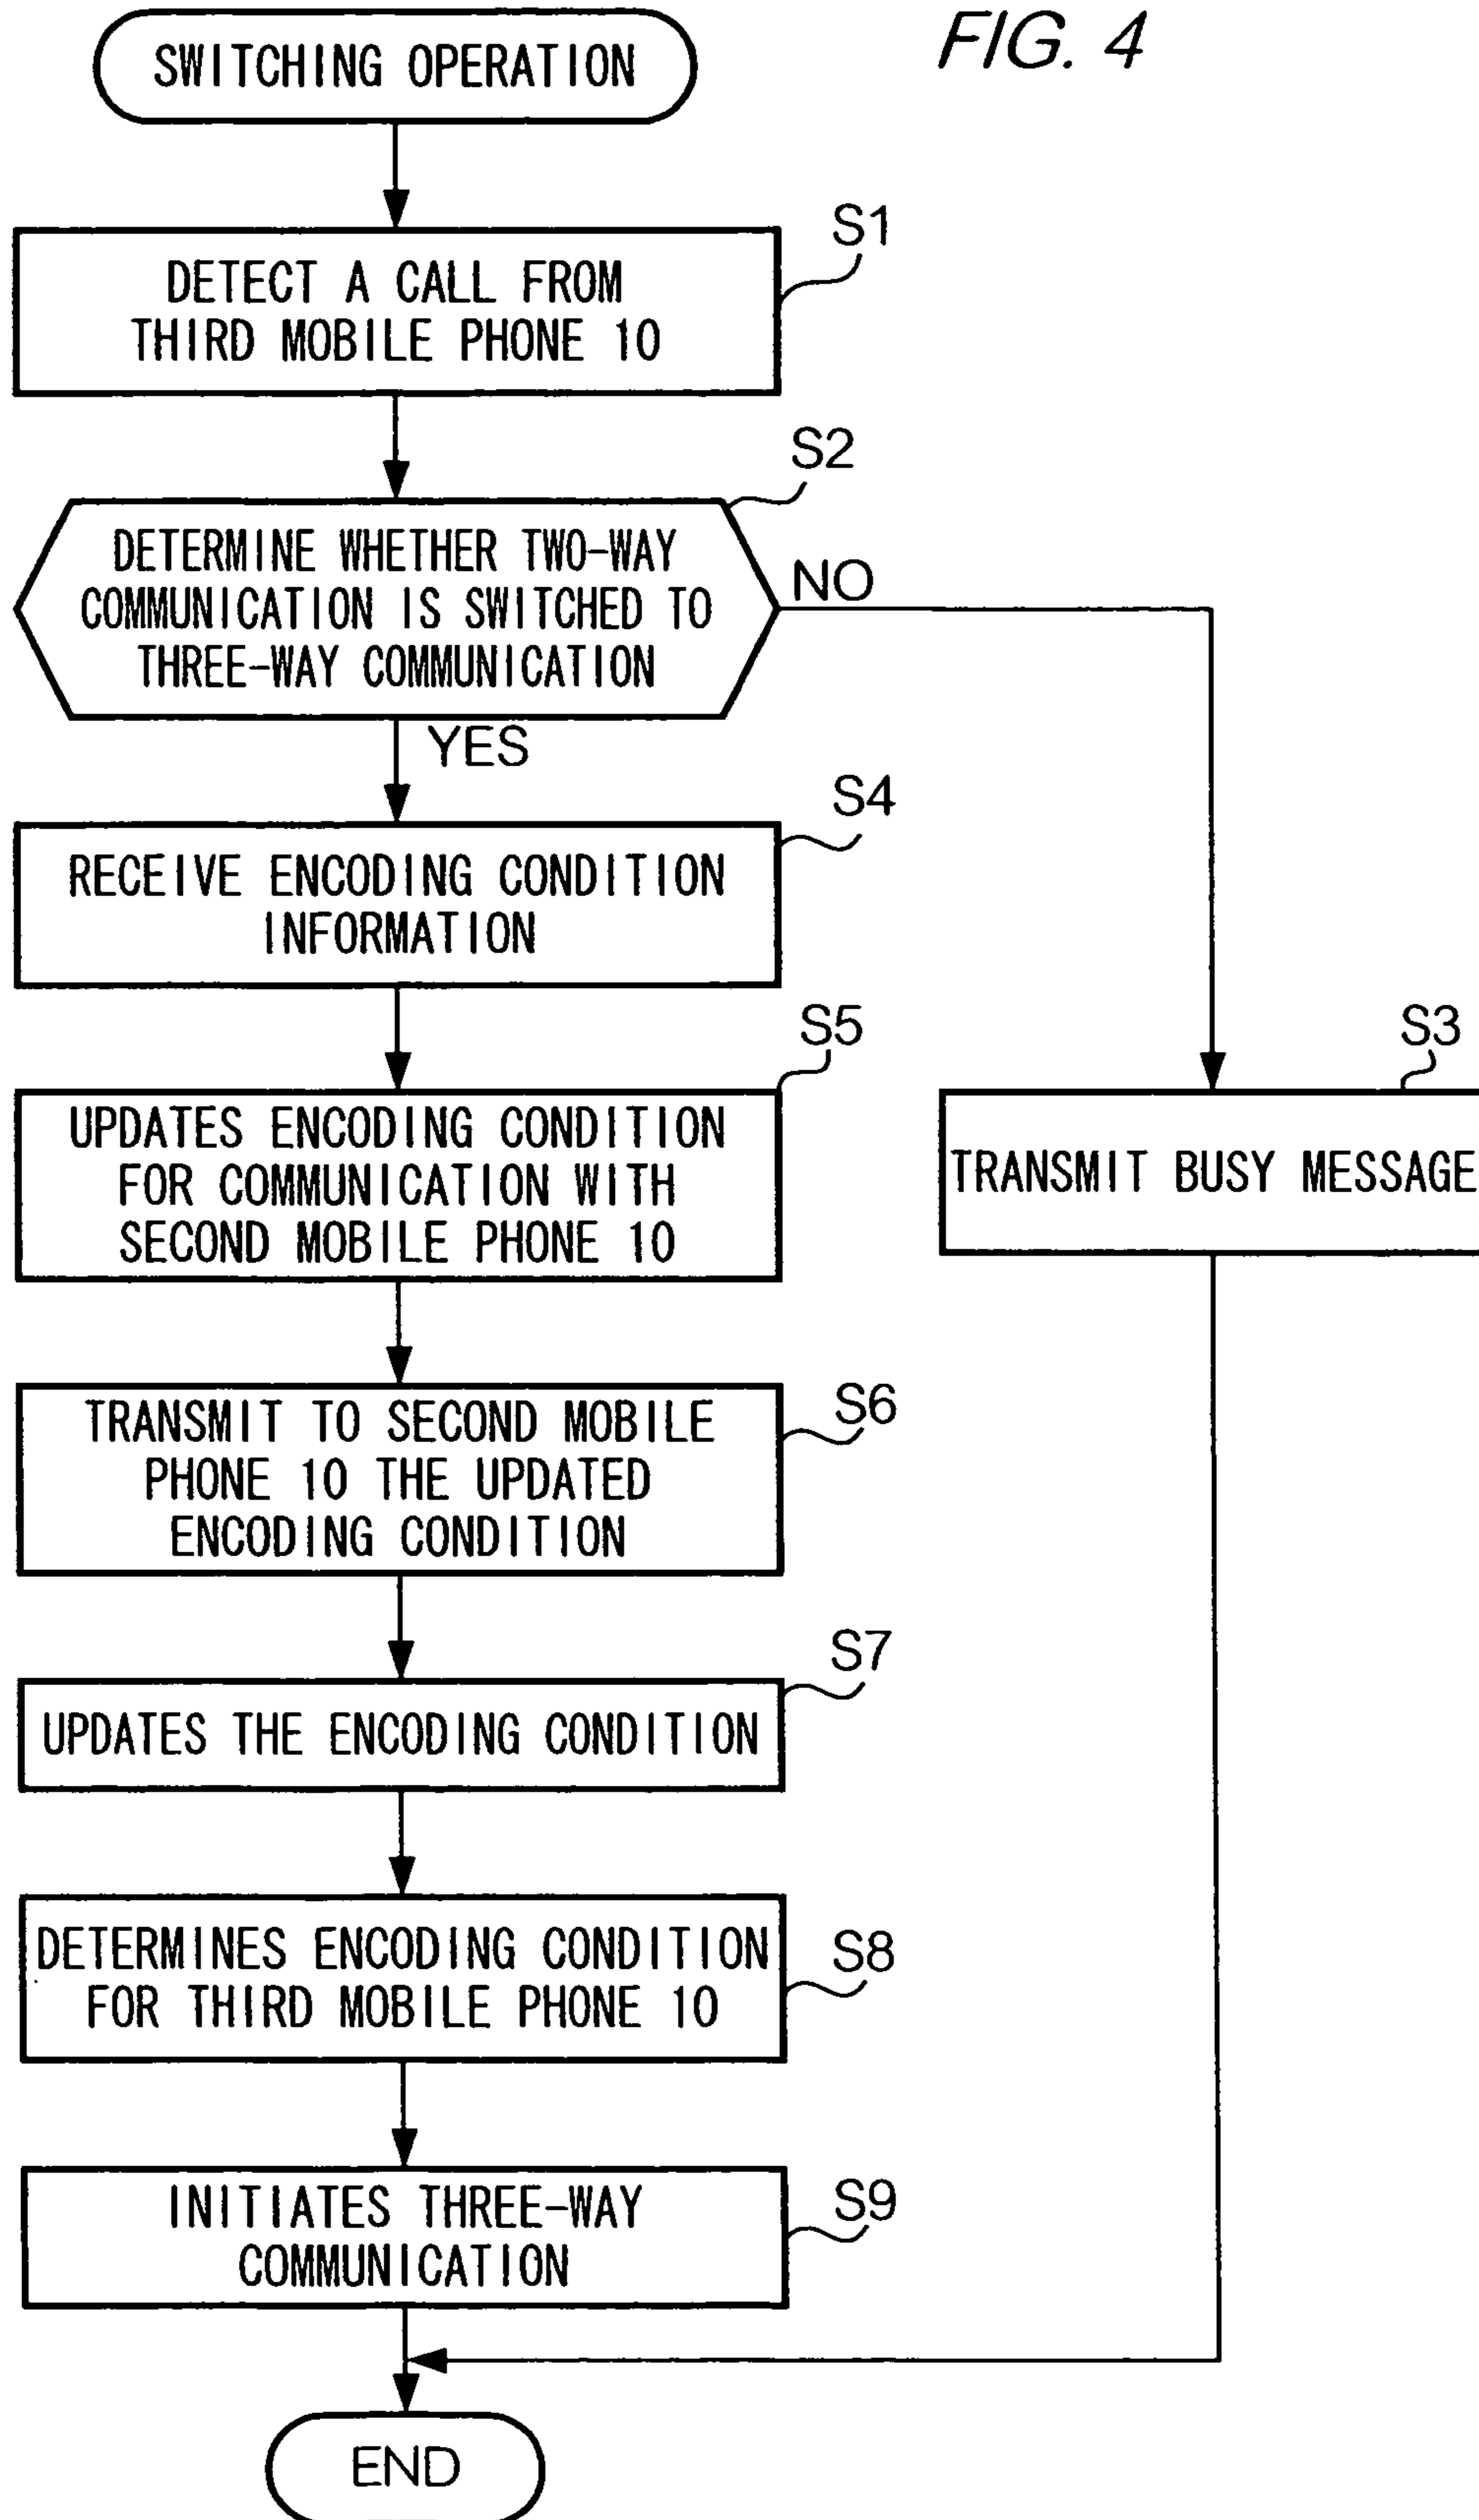 FIG. 4
SWITCHING OPERATION
S1
DETECT A CALL FROM
THIRD MOBILE PHONE 10
S2
DETERMINE WHETHER TWO-WAY
COMMUNICATION IS SWITCHED TO
THREE-WAY COMMUNICATION
NO
YES
S4
RECEIVE ENCODING CONDITION
INFORMATION
S5
UPDATES ENCODING CONDITION
FOR COMMUNICATION WITH
SECOND MOBILE PHONE 10
S3
TRANSMIT BUSY MESSAGE
S6
TRANSMIT TO SECOND MOBILE
PHONE 10 THE UPDATED
ENCODING CONDITION
S7
UPDATES THE ENCODING CONDITION
S8
DETERMINES ENCODING CONDITION
FOR THIRD MOBILE PHONE 10
S9
INITIATES THREE-WAY
COMMUNICATION
END